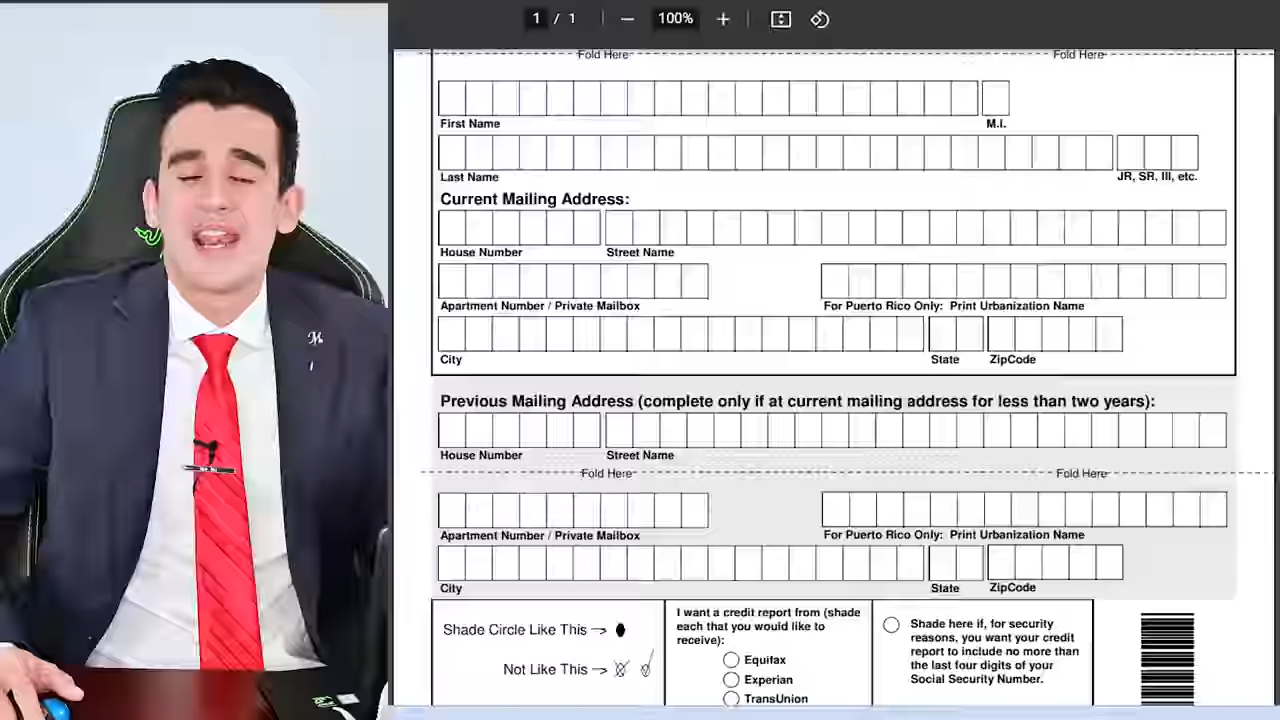 1 / 1
100%
Fold Here
Fold Here
First Name
M.I.
Last Name
JR, SR, III, etc.
Current Mailing Address:
House Number
Street Name
Apartment Number / Private Mailbox
For Puerto Rico Only: Print Urbanization Name
City
State
ZipCode
Previous Mailing Address (complete only if at current mailing address for less than two years):
House Number
Street Name
Fold Here
Fold Here
Apartment Number / Private Mailbox
For Puerto Rico Only: Print Urbanization Name
City
State
ZipCode
Shade Circle Like This
Not Like This
I want a credit report from (shade
each that you would like to
receive):
Equifax
Experian
TransUnion
Shade here if, for security
reasons, you want your credit
report to include no more than
the last four digits of your
Social Security Number.